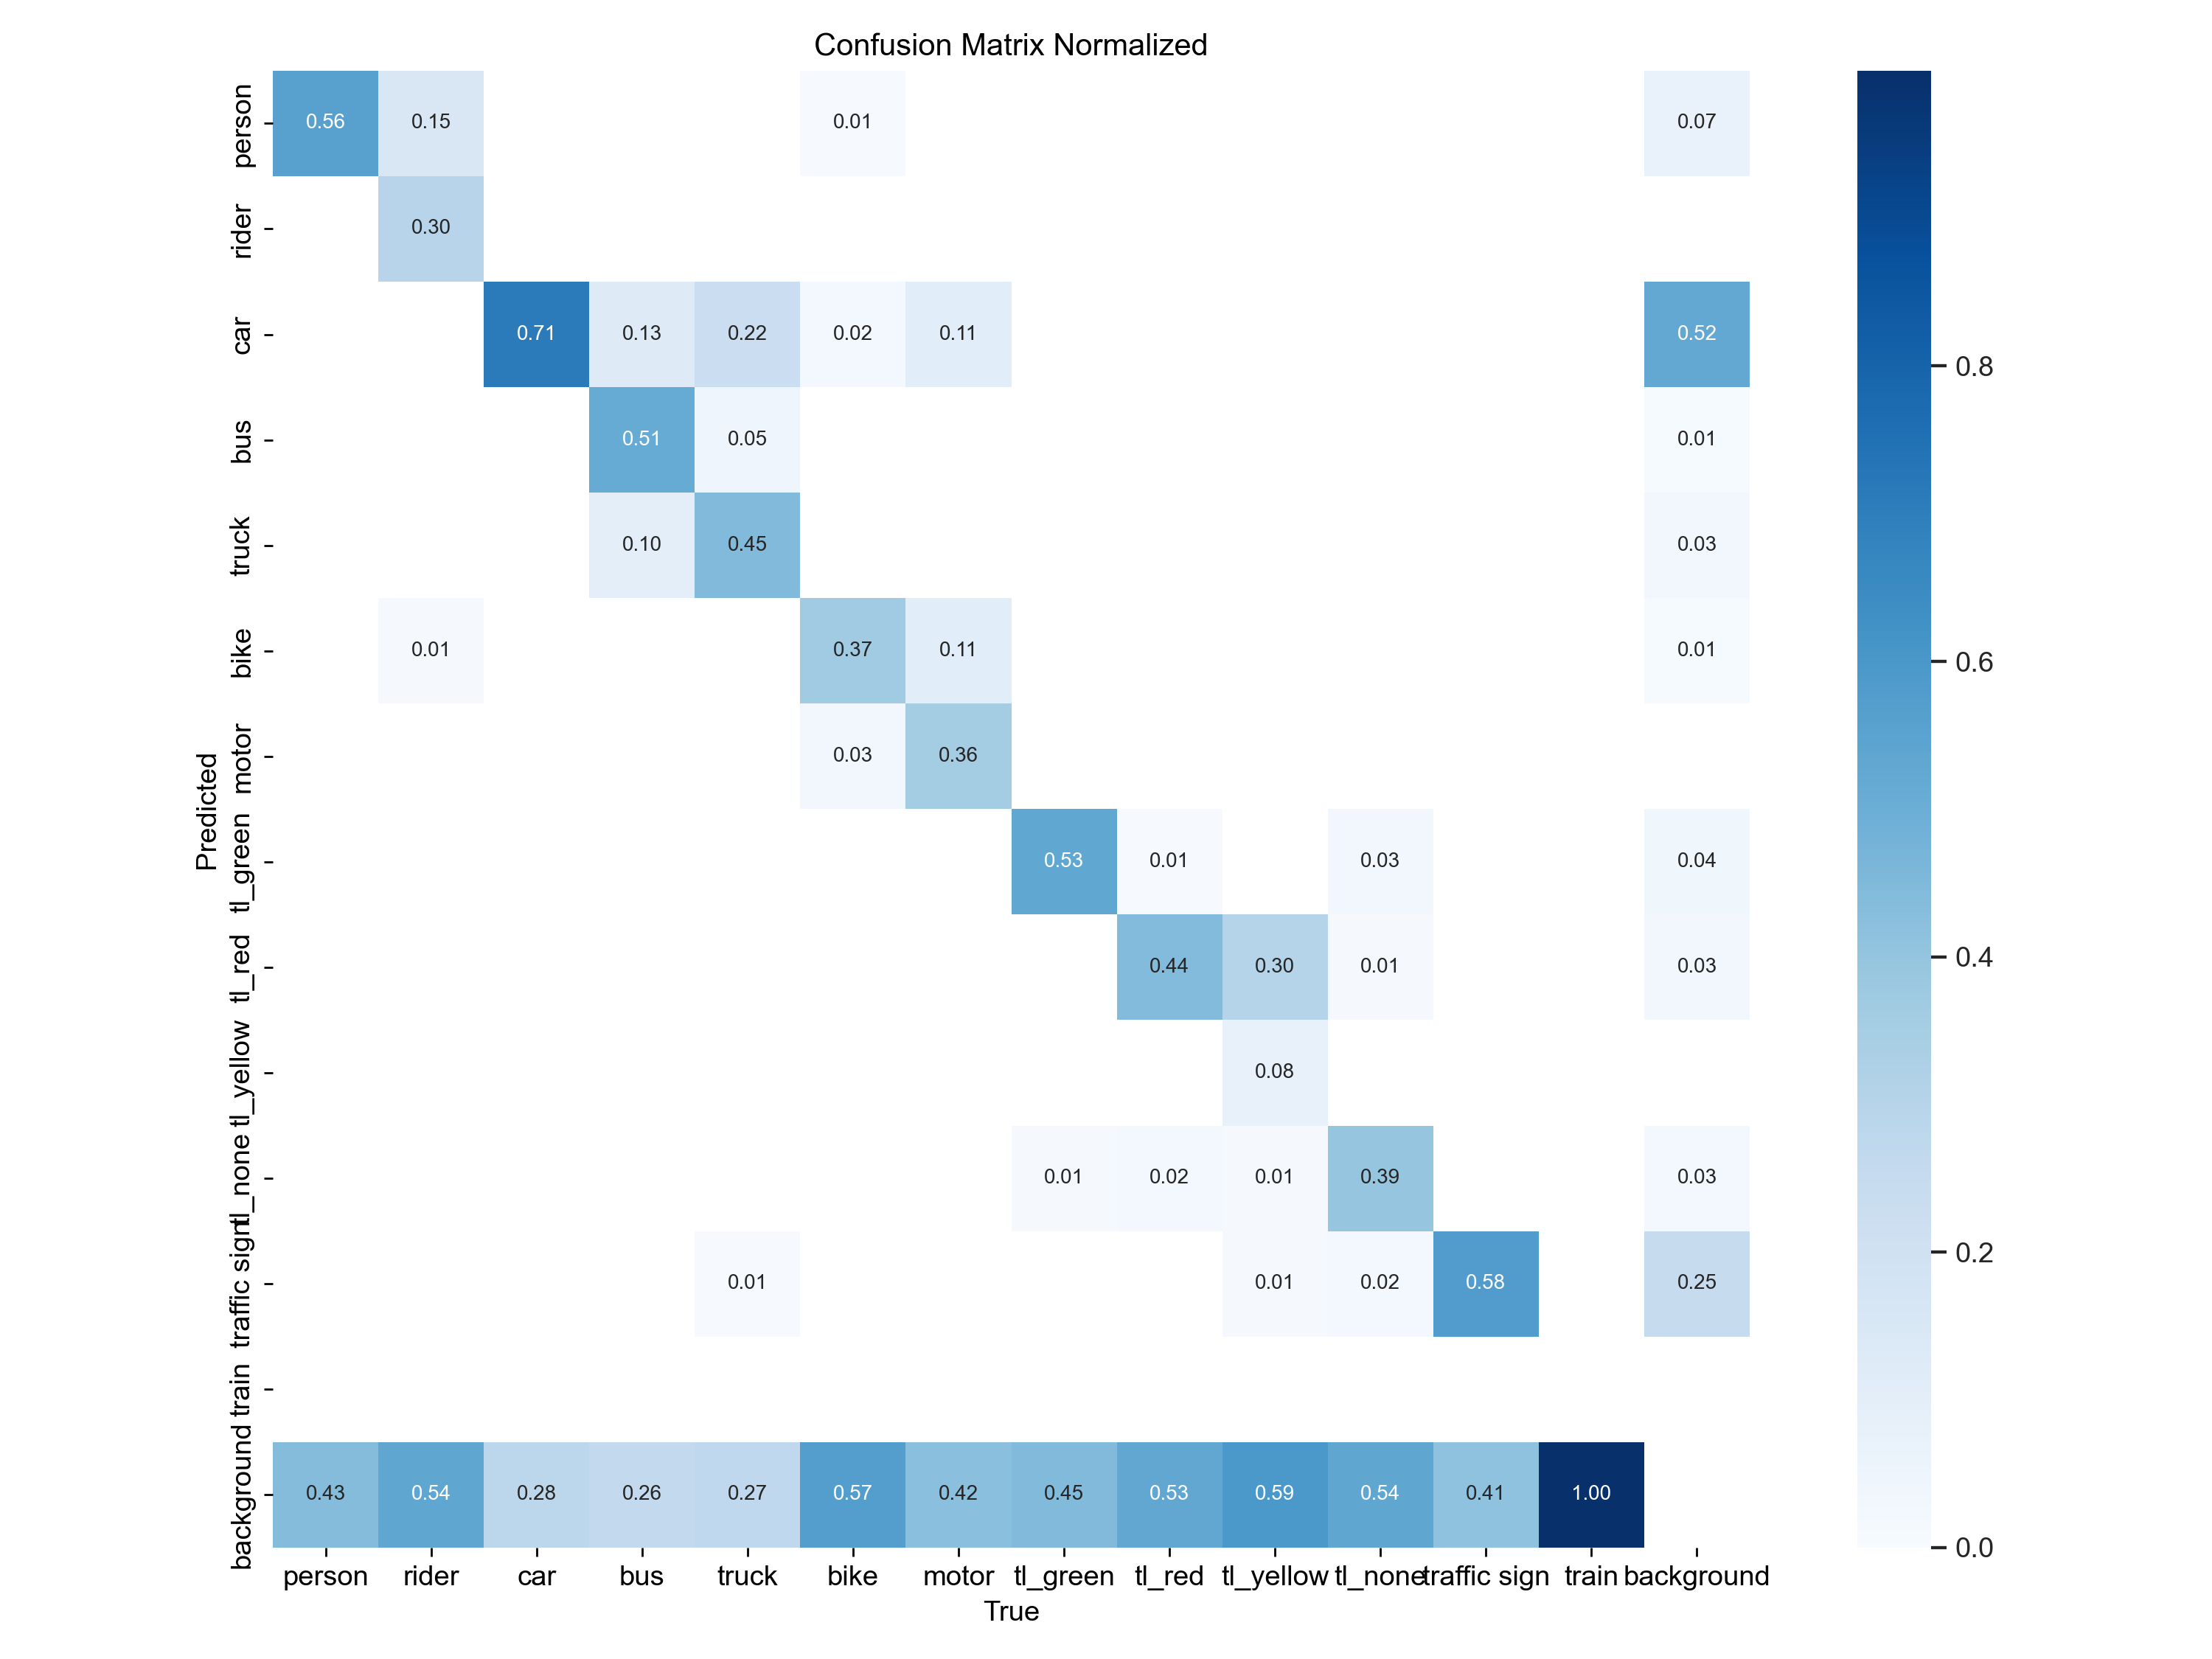 Confusion Matrix Normalized
person 0.56 0.15 0.01 0.07
rider 0.30
car 0.71 0.13 0.22 0.02 0.11 0.52
0.8
bus 0.51 0.05 0.01
truck 0.10 0.45 0.03
bike 0.01 0.37 0.11 0.01
0.6
motor 0.03 0.36
Predicted
tl_green 0.53 0.01 0.03 0.04
tl_red 0.44 0.30 0.01 0.03
0.4
tl_yellow 0.08
tl_none 0.01 0.02 0.01 0.39 0.03
traffic sign 0.01 0.01 0.02 0.58 0.25
0.2
train
background 0.43 0.54 0.28 0.26 0.27 0.57 0.42 0.45 0.53 0.59 0.54 0.41 1.00
0.0
person rider car bus truck bike motor tl_green tl_red tl_yellow tl_none traffic sign train background
True